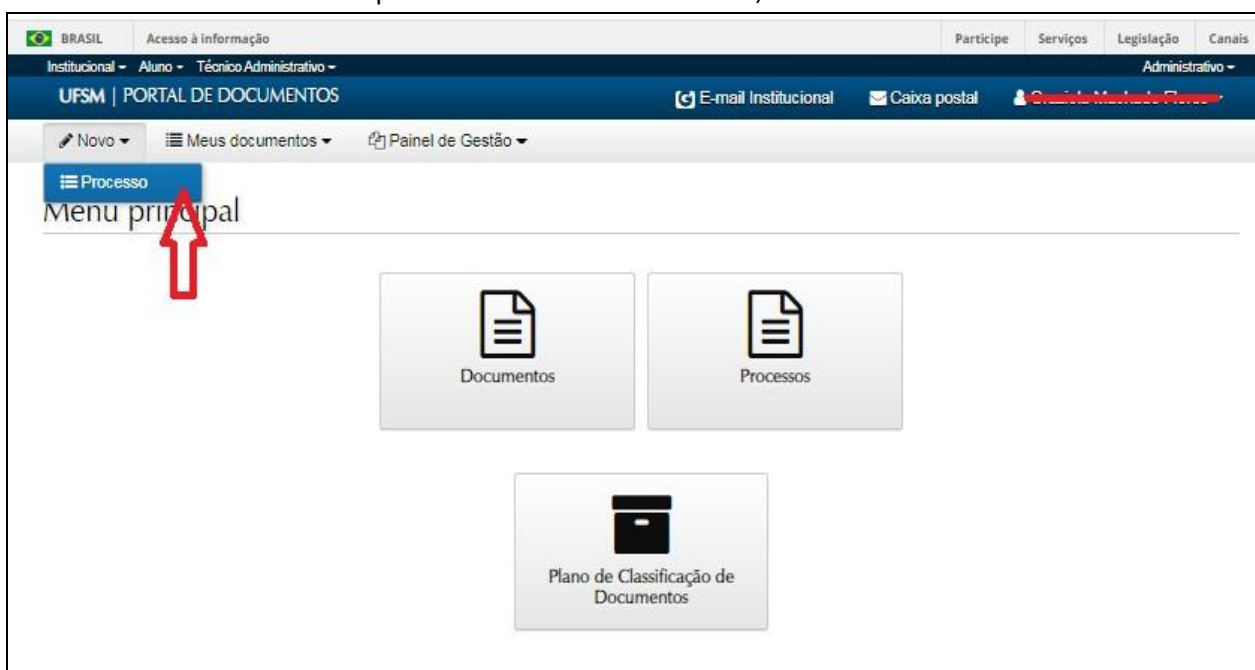 BRASIL Acesso à informação Participe Serviços Legislação Canais
Institucional Aluno Técnico Administrativo Administrativo
UFSM | PORTAL DE DOCUMENTOS E-mail Institucional Caixa postal
Novo Meus documentos Painel de Gestão
Processo
Menu principal
Documentos Processos
Plano de Classificação de
Documentos